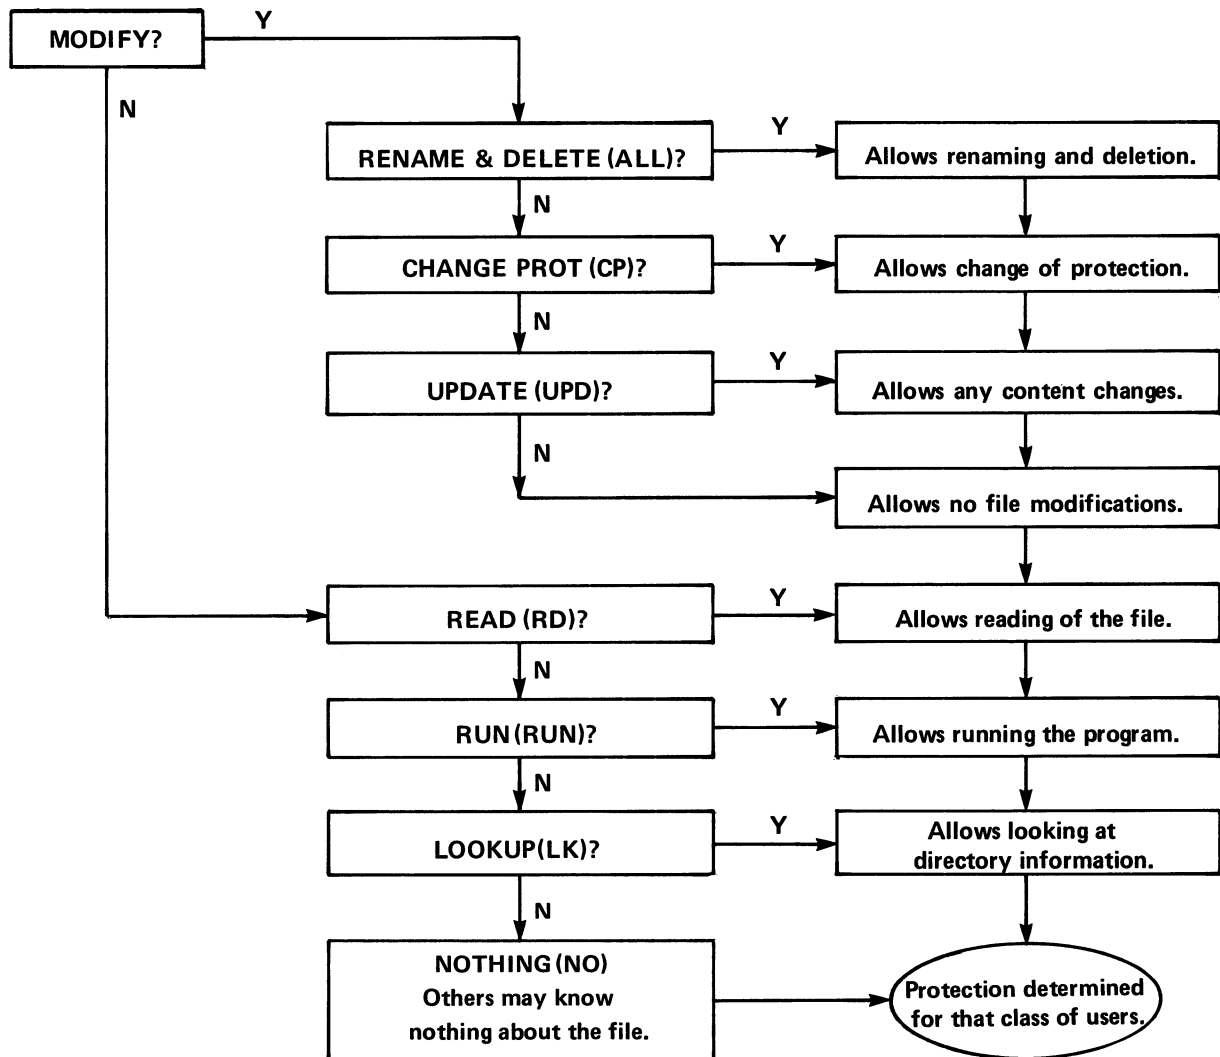 MODIFY?
Y
N
RENAME & DELETE (ALL)?
Y
Allows renaming and deletion.
N
CHANGE PROT (CP)?
Y
Allows change of protection.
N
UPDATE (UPD)?
Y
Allows any content changes.
N
Allows no file modifications.
READ (RD)?
Y
Allows reading of the file.
N
RUN (RUN)?
Y
Allows running the program.
N
LOOKUP(LK)?
Y
Allows looking at
directory information.
N
NOTHING (NO)
Others may know
nothing about the file.
Protection determined
for that class of users.